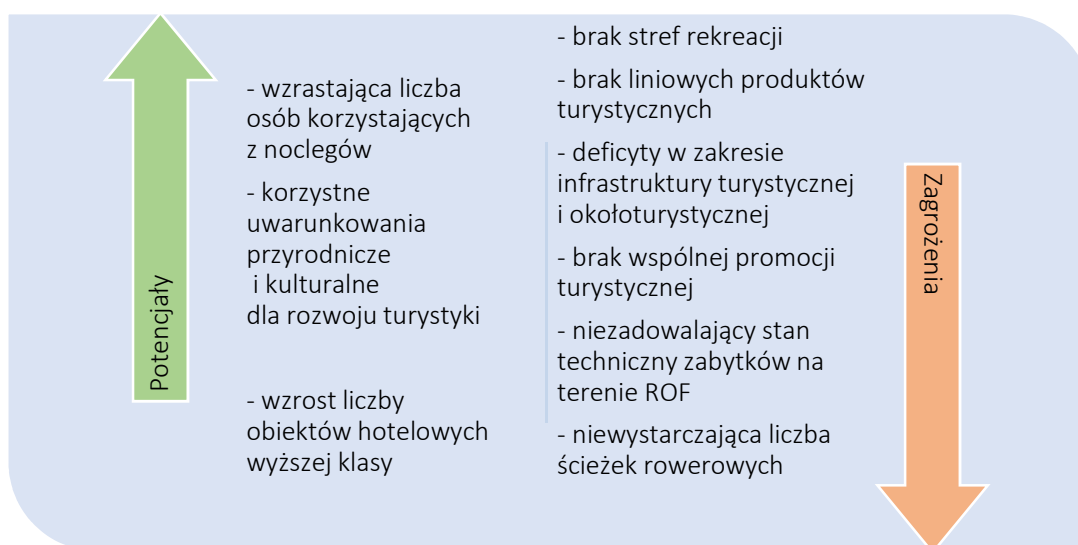 Potencjały
- wzrastająca liczba
osób korzystających
z noclegów
- korzystne
uwarunkowania
przyrodnicze
i kulturalne
dla rozwoju turystyki
- wzrost liczby
obiektów hotelowych
wyższej klasy
- brak stref rekreacji
- brak liniowych produktów
turystycznych
- deficyty w zakresie
infrastruktury turystycznej
i okołoturystycznej
- brak wspólnej promocji
turystycznej
- niezadowalający stan
techniczny zabytków na
terenie ROF
- niewystarczająca liczba
ścieżek rowerowych
Zagrożenia